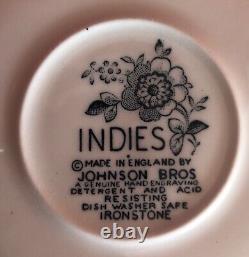 INDIES
© MADE IN ENGLAND BY
JOHNSON BROS
A GENUINE HAND ENGRAVING
DETERGENT AND ACID
RESISTING
DISH WASHER SAFE
IRONSTONE